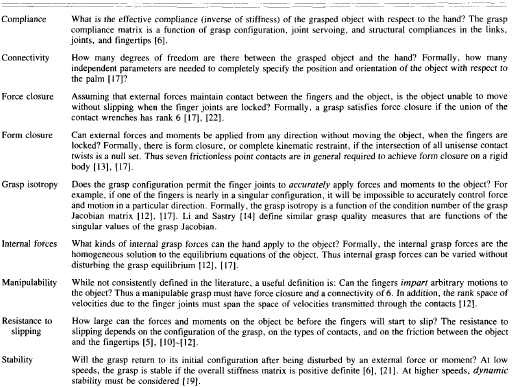 Compliance What is the effective compliance (inverse of stiffness) of the grasped object with respect to the hand? The grasp
compliance matrix is a function of grasp configuration, joint servoing, and structural compliances in the links,
joints, and fingertips [6].
Connectivity How many degrees of freedom are there between the grasped object and the hand? Formally, how many
independent parameters are needed to completely specify the position and orientation of the object with respect to
the palm [17]?
Force closure Assuming that external forces maintain contact between the fingers and the object, is the object unable to move
without slipping when the finger joints are locked? Formally, a grasp satisfies force closure if the union of the
contact wrenches has rank 6 [17], [22].
Form closure Can external forces and moments be applied from any direction without moving the object, when the fingers are
locked? Formally, there is form closure, or complete kinematic restraint, if the intersection of all unisense contact
twists is a null set. Thus seven frictionless point contacts are in general required to achieve form closure on a rigid
body [13], [17].
Grasp isotropy Does the grasp configuration permit the finger joints to accurately apply forces and moments to the object? For
example, if one of the fingers is nearly in a singular configuration, it will be impossible to accurately control force
and motion in a particular direction. Formally, the grasp isotropy is a function of the condition number of the grasp
Jacobian matrix [12], [17]. Li and Sastry [14] define similar grasp quality measures that are functions of the
singular values of the grasp Jacobian.
Internal forces What kinds of internal grasp forces can the hand apply to the object? Formally, the internal grasp forces are the
homogeneous solution to the equilibrium equations of the object. Thus internal grasp forces can be varied without
disturbing the grasp equilibrium [12], [17].
Manipulability While not consistently defined in the literature, a useful definition is: Can the fingers impart arbitrary motions to
the object? Thus a manipulable grasp must have force closure and a connectivity of 6. In addition, the rank space of
velocities due to the finger joints must span the space of velocities transmitted through the contacts [12].
Resistance to How large can the forces and moments on the object be before the fingers will start to slip? The resistance to
slipping slipping depends on the configuration of the grasp, on the types of contacts, and on the friction between the object
and the fingertips [5], [10]–[12].
Stability Will the grasp return to its initial configuration after being disturbed by an external force or moment? At low
speeds, the grasp is stable if the overall stiffness matrix is positive definite [6], [21]. At higher speeds, dynamic
stability must be considered [19].